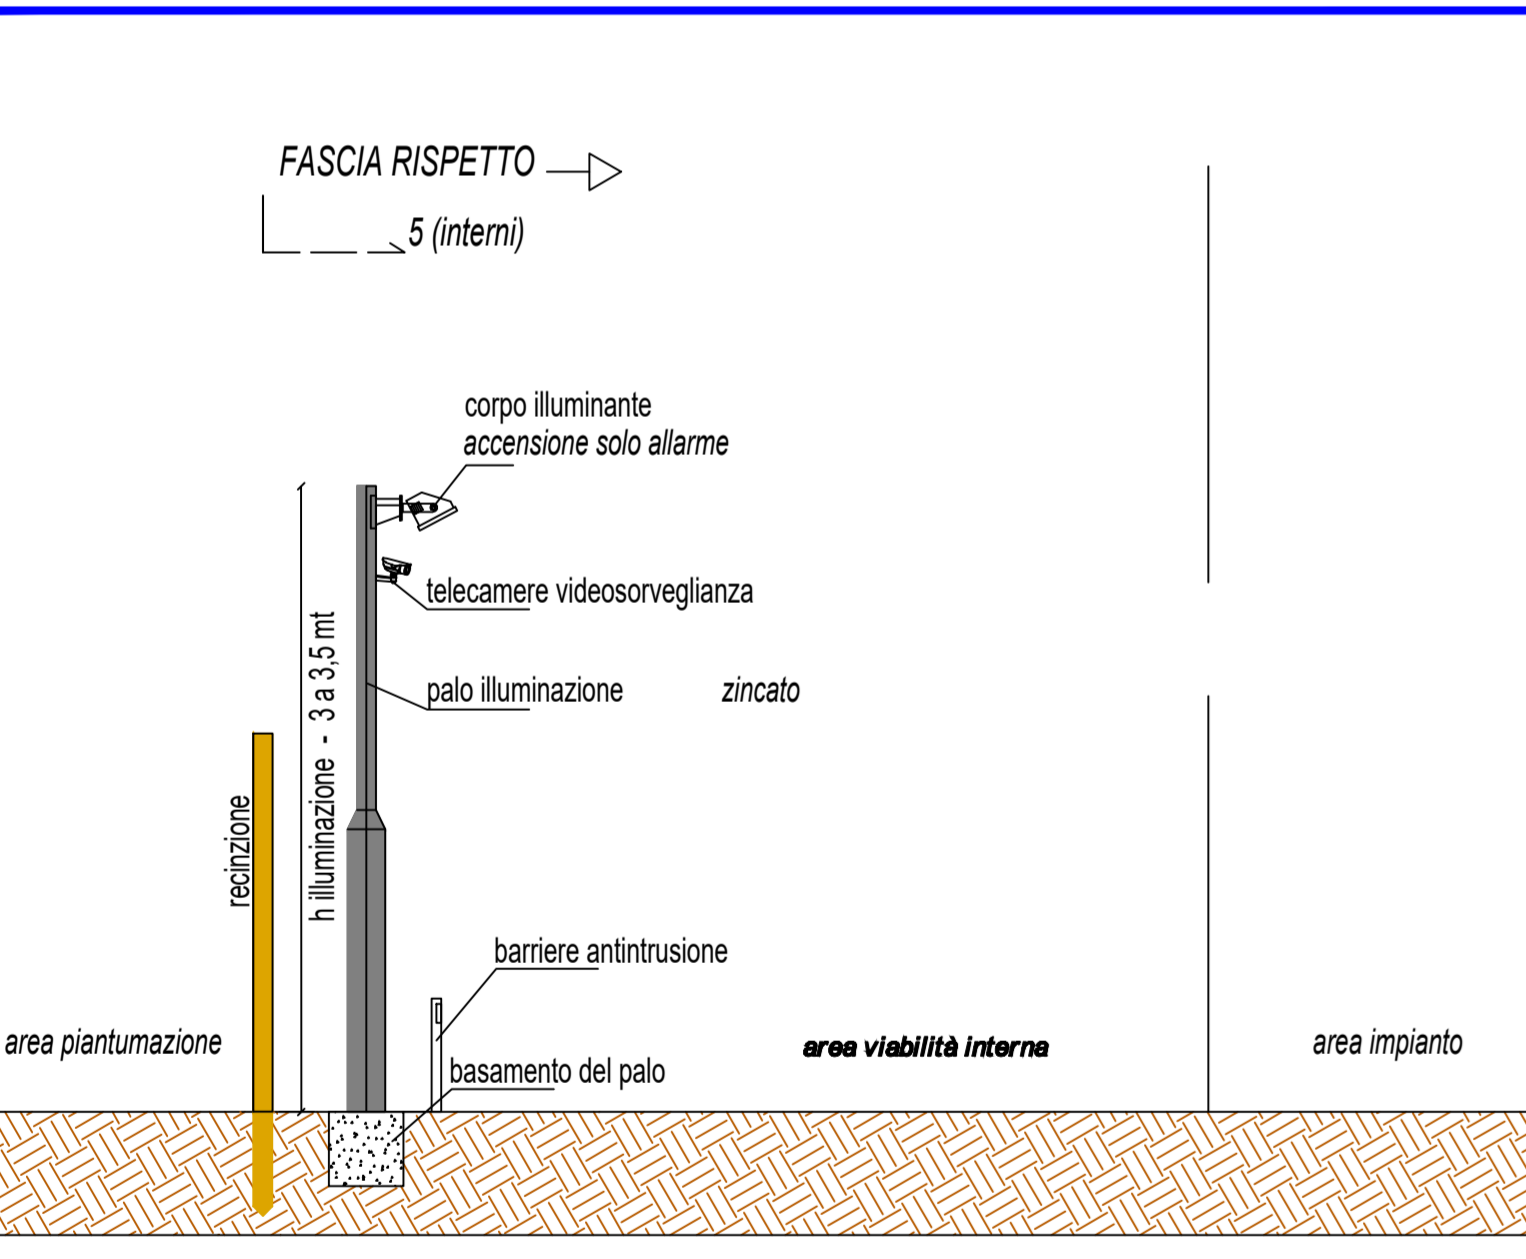 FASCIA RISPETTO
5 (interni)
corpo illuminante
accensione solo allarme
telecamere videosorveglianza
h illuminazione - 3 a 3,5 mt
palo illuminazione zincato
recinzione
barriere antintrusione
area piantumazione
area viabilità interna
area impianto
basamento del palo